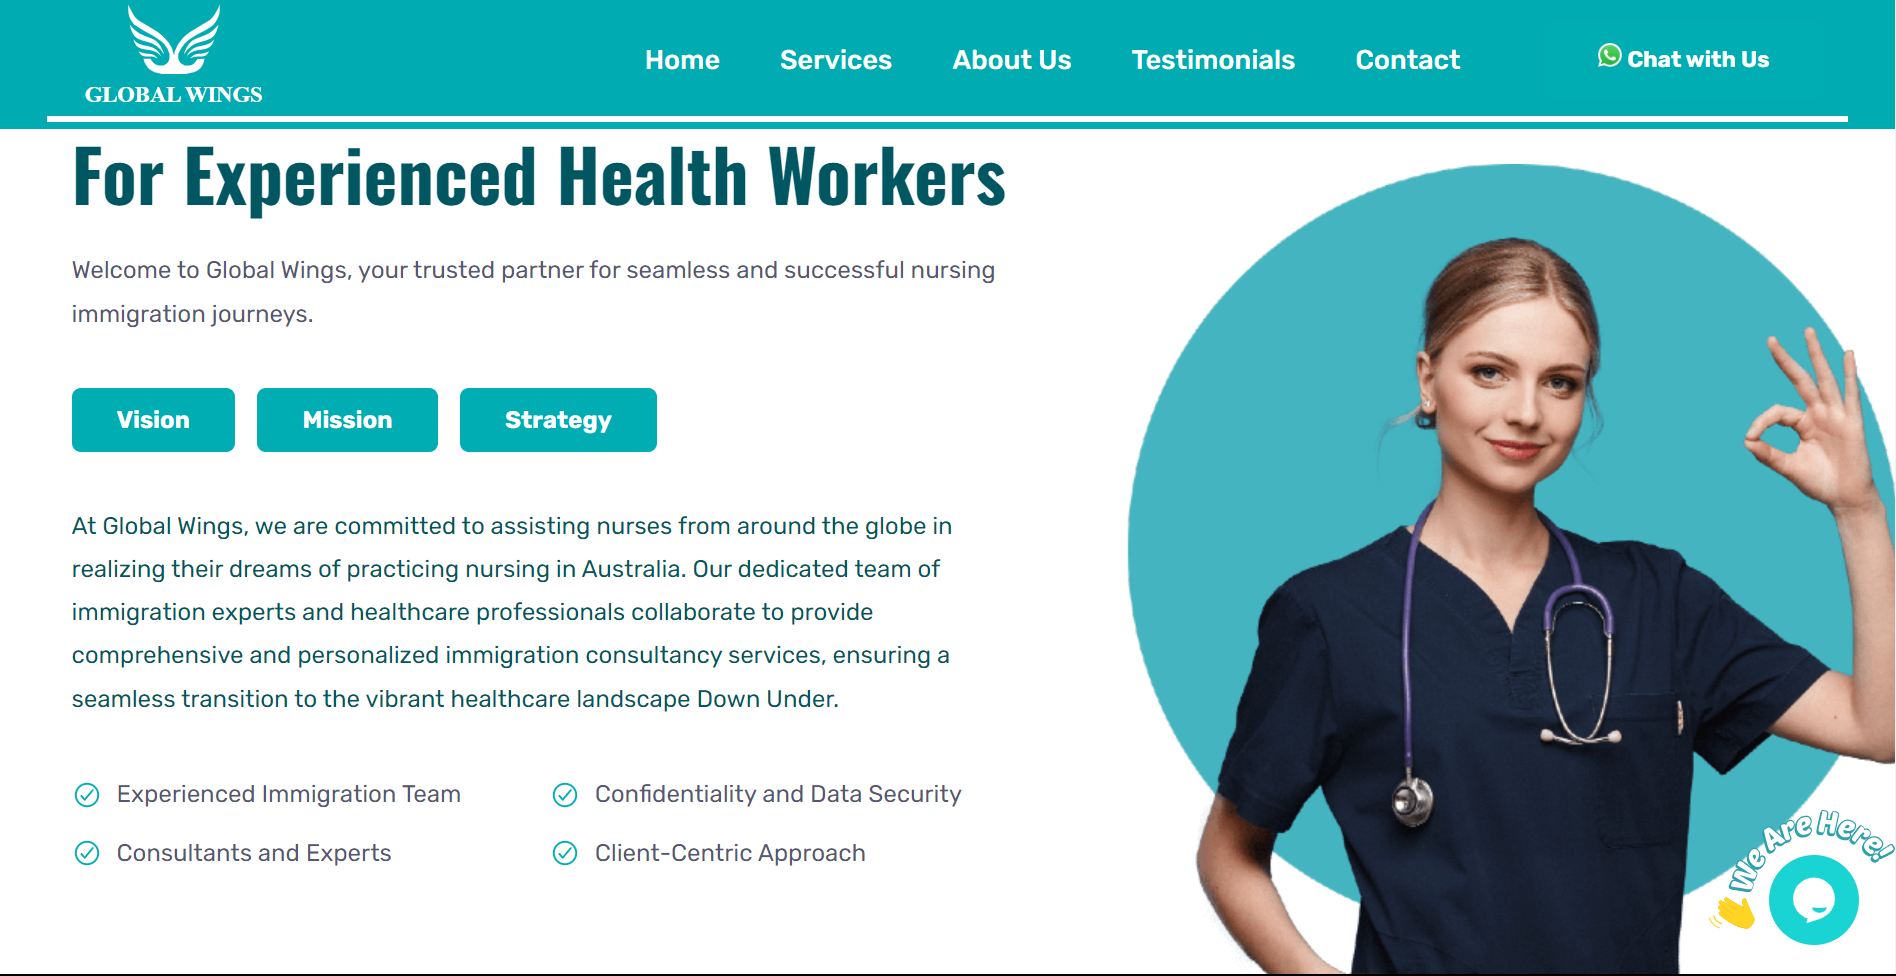 GLOBAL WINGS
Home Services About Us Testimonials Contact Chat with Us
For Experienced Health Workers
Welcome to Global Wings, your trusted partner for seamless and successful nursing
immigration journeys.
Vision Mission Strategy
At Global Wings, we are committed to assisting nurses from around the globe in
realizing their dreams of practicing nursing in Australia. Our dedicated team of
immigration experts and healthcare professionals collaborate to provide
comprehensive and personalized immigration consultancy services, ensuring a
seamless transition to the vibrant healthcare landscape Down Under.
Experienced Immigration Team Confidentiality and Data Security
Consultants and Experts Client-Centric Approach
We Are Here!